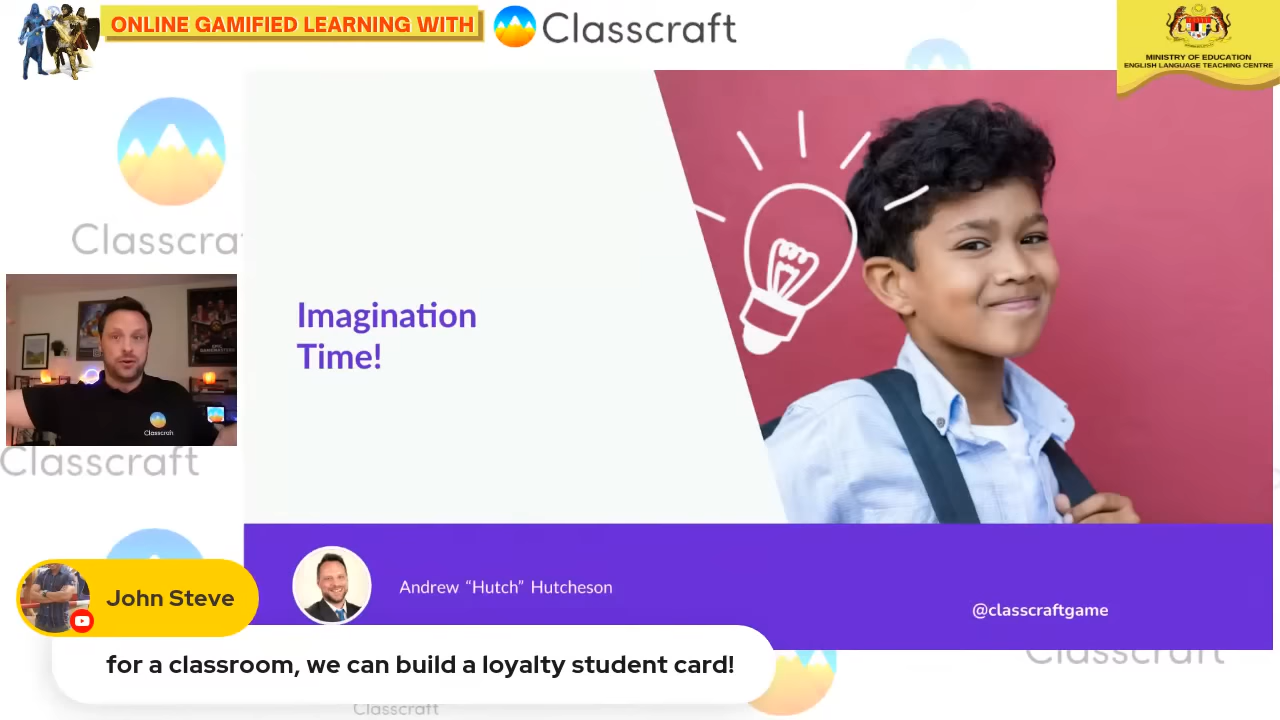 ONLINE GAMIFIED LEARNING WITH
Classcraft
MINISTRY OF EDUCATION
ENGLISH LANGUAGE TEACHING CENTRE
Classcra
Imagination
Time!
Classcraft
Classcraft
Andrew “Hutch” Hutcheson
@classcraftgame
John Steve
for a classroom, we can build a loyalty student card!
Classcraft
Classcraft